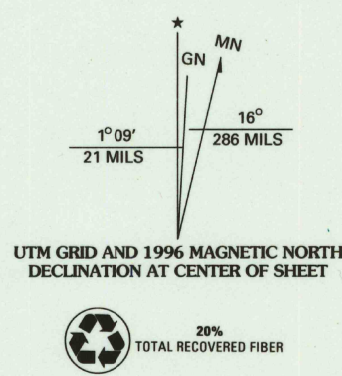 ★
GN MN
1°09′
21 MILS
16°
286 MILS
UTM GRID AND 1996 MAGNETIC NORTH
DECLINATION AT CENTER OF SHEET
20%
TOTAL RECOVERED FIBER